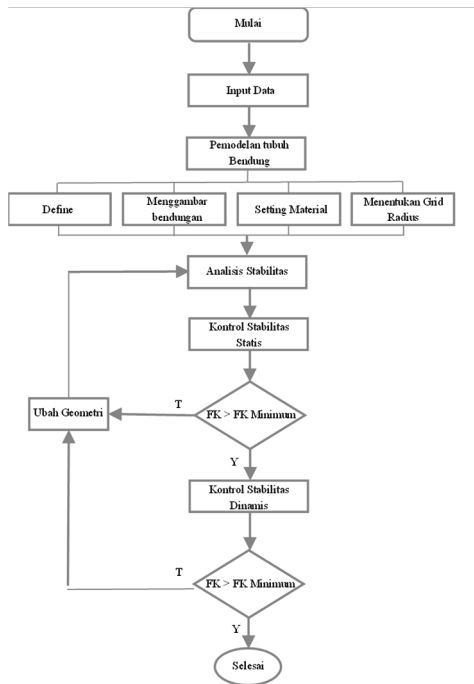 Mulai
Input Data
Pemodelan tubuh
Bendung
Define
Menggambar
bendungan
Setting Material
Menentukan Grid
Radius
Analisis Stabilitas
Kontrol Stabilitas
Statis
Ubah Geometri
T
FK > FK Minimum
Y
Kontrol Stabilitas
Dinamis
T
FK > FK Minimum
Y
Selesai